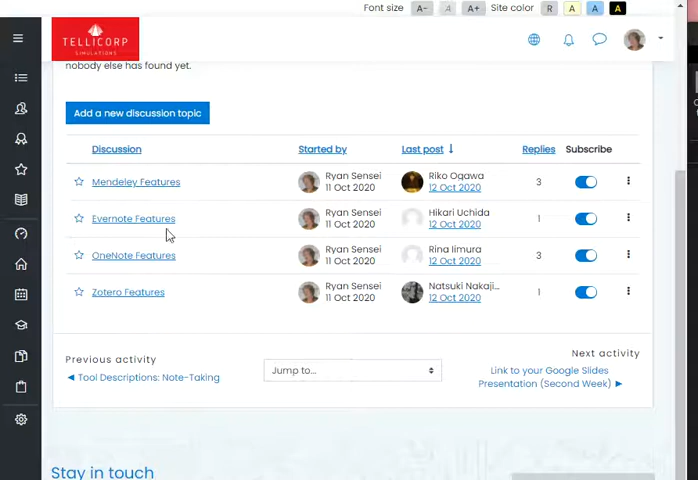 Font size A- A A+ Site color R A A A
TELLICORP
SIMULATIONS
nobody else has found yet.
Add a new discussion topic
Discussion Started by Last post ↓ Replies Subscribe
Mendeley Features Ryan Sensei 11 Oct 2020 Riko Ogawa 12 Oct 2020 3
Evernote Features Ryan Sensei 11 Oct 2020 Hikari Uchida 12 Oct 2020 1
OneNote Features Ryan Sensei 11 Oct 2020 Rina Iimura 12 Oct 2020 3
Zotero Features Ryan Sensei 11 Oct 2020 Natsuki Nakaji... 12 Oct 2020 1
Previous activity
◄ Tool Descriptions: Note-Taking
Jump to...
Next activity
Link to your Google Slides
Presentation (Second Week) ►
Stay in touch